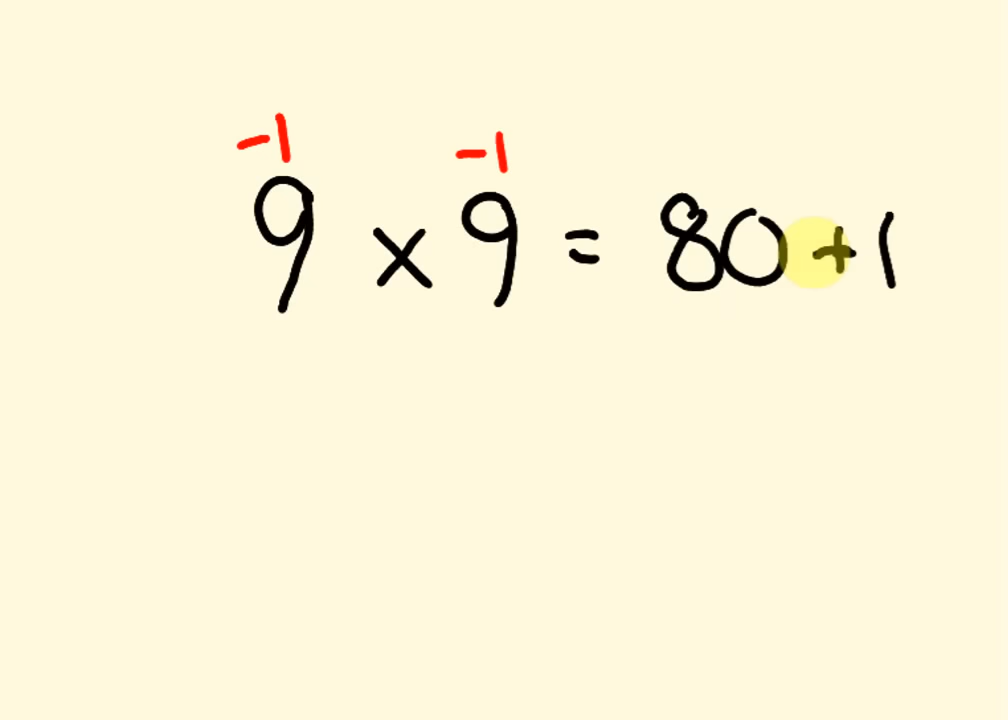 -1 -1
9 x 9 = 80 + 1